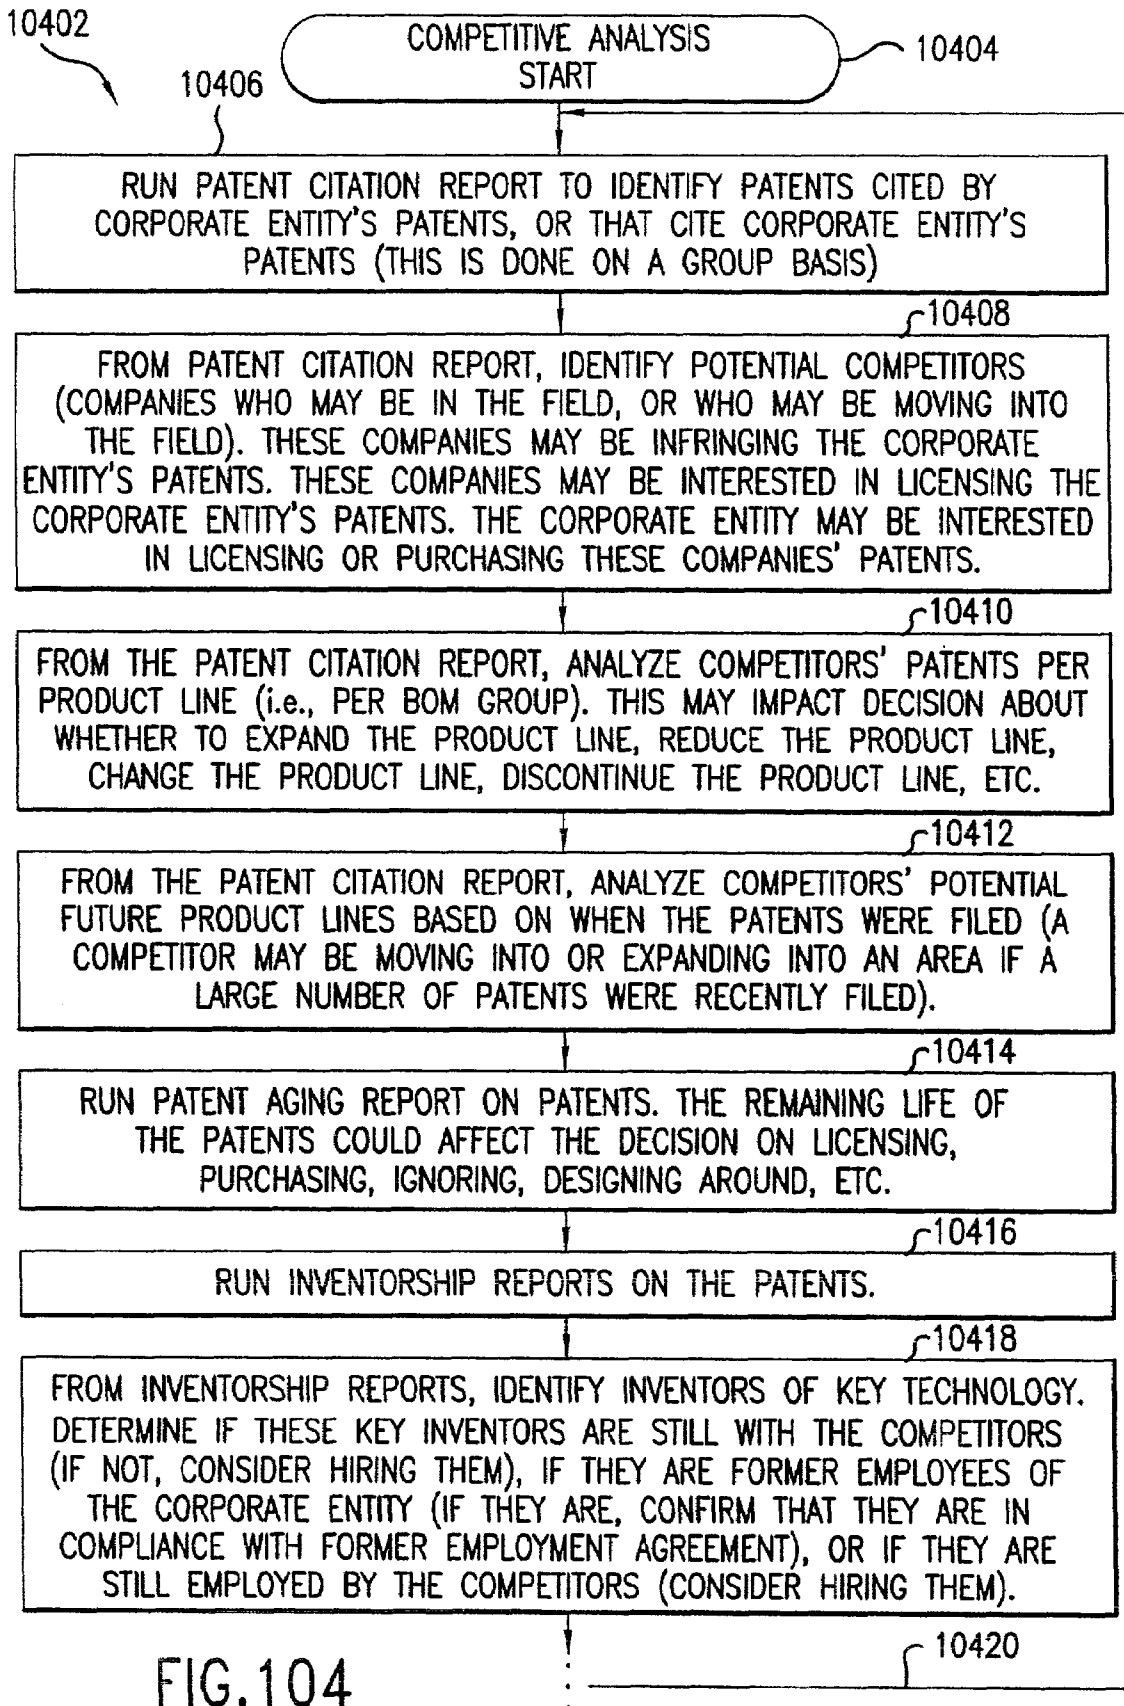 10402
COMPETITIVE ANALYSIS
START
10404
10406
RUN PATENT CITATION REPORT TO IDENTIFY PATENTS CITED BY
CORPORATE ENTITY'S PATENTS, OR THAT CITE CORPORATE ENTITY'S
PATENTS (THIS IS DONE ON A GROUP BASIS)
10408
FROM PATENT CITATION REPORT, IDENTIFY POTENTIAL COMPETITORS
(COMPANIES WHO MAY BE IN THE FIELD, OR WHO MAY BE MOVING INTO
THE FIELD). THESE COMPANIES MAY BE INFRINGING THE CORPORATE
ENTITY'S PATENTS. THESE COMPANIES MAY BE INTERESTED IN LICENSING THE
CORPORATE ENTITY'S PATENTS. THE CORPORATE ENTITY MAY BE INTERESTED
IN LICENSING OR PURCHASING THESE COMPANIES' PATENTS.
10410
FROM THE PATENT CITATION REPORT, ANALYZE COMPETITORS' PATENTS PER
PRODUCT LINE (i.e., PER BOM GROUP). THIS MAY IMPACT DECISION ABOUT
WHETHER TO EXPAND THE PRODUCT LINE, REDUCE THE PRODUCT LINE,
CHANGE THE PRODUCT LINE, DISCONTINUE THE PRODUCT LINE, ETC.
10412
FROM THE PATENT CITATION REPORT, ANALYZE COMPETITORS' POTENTIAL
FUTURE PRODUCT LINES BASED ON WHEN THE PATENTS WERE FILED (A
COMPETITOR MAY BE MOVING INTO OR EXPANDING INTO AN AREA IF A
LARGE NUMBER OF PATENTS WERE RECENTLY FILED).
10414
RUN PATENT AGING REPORT ON PATENTS. THE REMAINING LIFE OF
THE PATENTS COULD AFFECT THE DECISION ON LICENSING,
PURCHASING, IGNORING, DESIGNING AROUND, ETC.
10416
RUN INVENTORSHIP REPORTS ON THE PATENTS.
10418
FROM INVENTORSHIP REPORTS, IDENTIFY INVENTORS OF KEY TECHNOLOGY.
DETERMINE IF THESE KEY INVENTORS ARE STILL WITH THE COMPETITORS
(IF NOT, CONSIDER HIRING THEM), IF THEY ARE FORMER EMPLOYEES OF
THE CORPORATE ENTITY (IF THEY ARE, CONFIRM THAT THEY ARE IN
COMPLIANCE WITH FORMER EMPLOYMENT AGREEMENT), OR IF THEY ARE
STILL EMPLOYED BY THE COMPETITORS (CONSIDER HIRING THEM).
10420
FIG.104